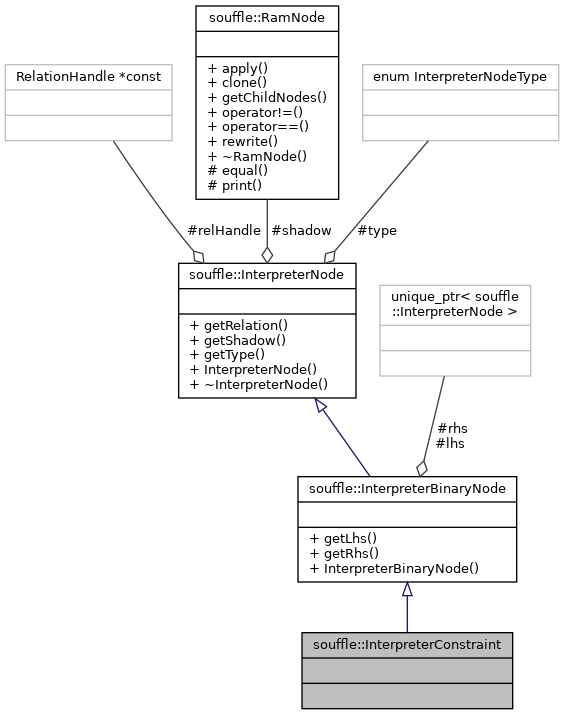 souffle::RamNode
+ apply()
+ clone()
+ getChildNodes()
+ operator!=()
+ operator==()
+ rewrite()
+ ~RamNode()
# equal()
# print()
RelationHandle *const
enum InterpreterNodeType
#relHandle
#shadow
#type
souffle::InterpreterNode
+ getRelation()
+ getShadow()
+ getType()
+ InterpreterNode()
+ ~InterpreterNode()
unique_ptr< souffle
::InterpreterNode >
#rhs
#lhs
souffle::InterpreterBinaryNode
+ getLhs()
+ getRhs()
+ InterpreterBinaryNode()
souffle::InterpreterConstraint